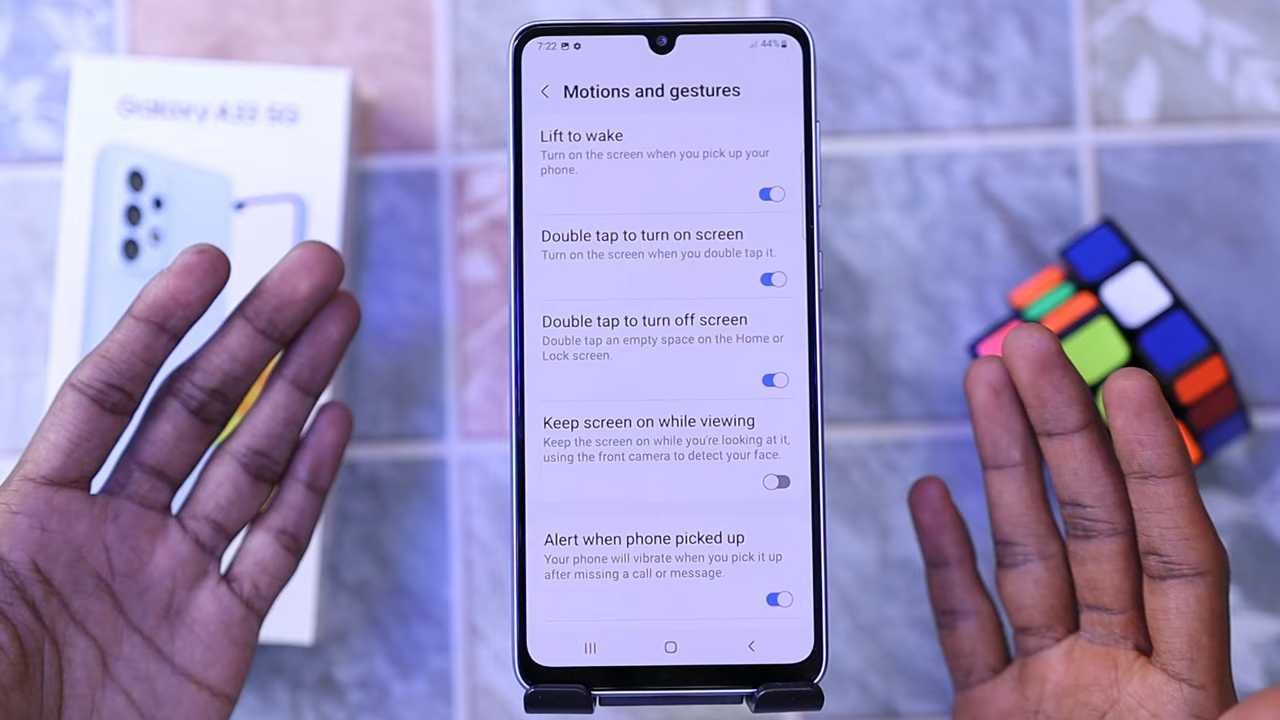 Galaxy A33 5G
7:22
44%
Motions and gestures
Lift to wake
Turn on the screen when you pick up your
phone.
Double tap to turn on screen
Turn on the screen when you double tap it.
Double tap to turn off screen
Double tap an empty space on the Home or
Lock screen.
Keep screen on while viewing
Keep the screen on while you're looking at it,
using the front camera to detect your face.
Alert when phone picked up
Your phone will vibrate when you pick it up
after missing a call or message.